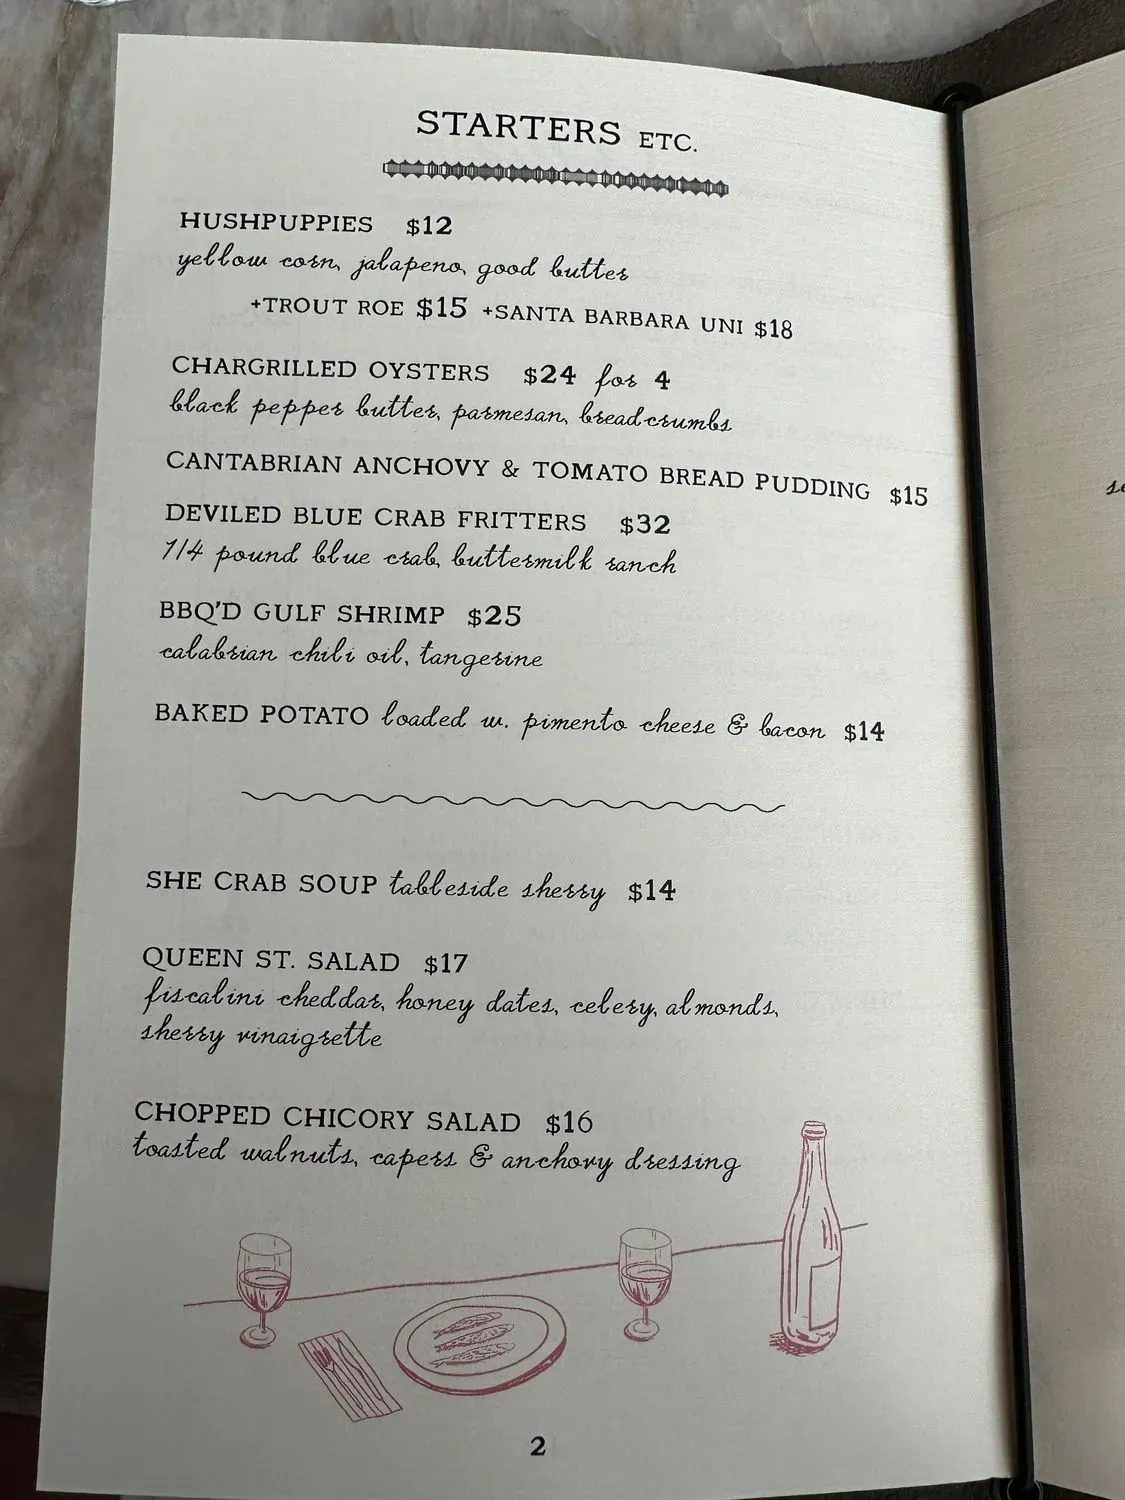 STARTERS ETC.
HUSHPUPPIES $12
yellow corn, jalapeno, good butter
+TROUT ROE $15 +SANTA BARBARA UNI $18
CHARGRILLED OYSTERS $24 for 4
black pepper butter, parmesan, breadcrumbs
CANTABRIAN ANCHOVY & TOMATO BREAD PUDDING $15
DEVILED BLUE CRAB FRITTERS $32
1/4 pound blue crab, buttermilk ranch
BBQ'D GULF SHRIMP $25
calabrian chili oil, tangerine
BAKED POTATO loaded w. pimento cheese & bacon $14
SHE CRAB SOUP tableside sherry $14
QUEEN ST. SALAD $17
fiscalini cheddar, honey dates, celery, almonds,
sherry vinaigrette
CHOPPED CHICORY SALAD $16
toasted walnuts, capers & anchovy dressing
2